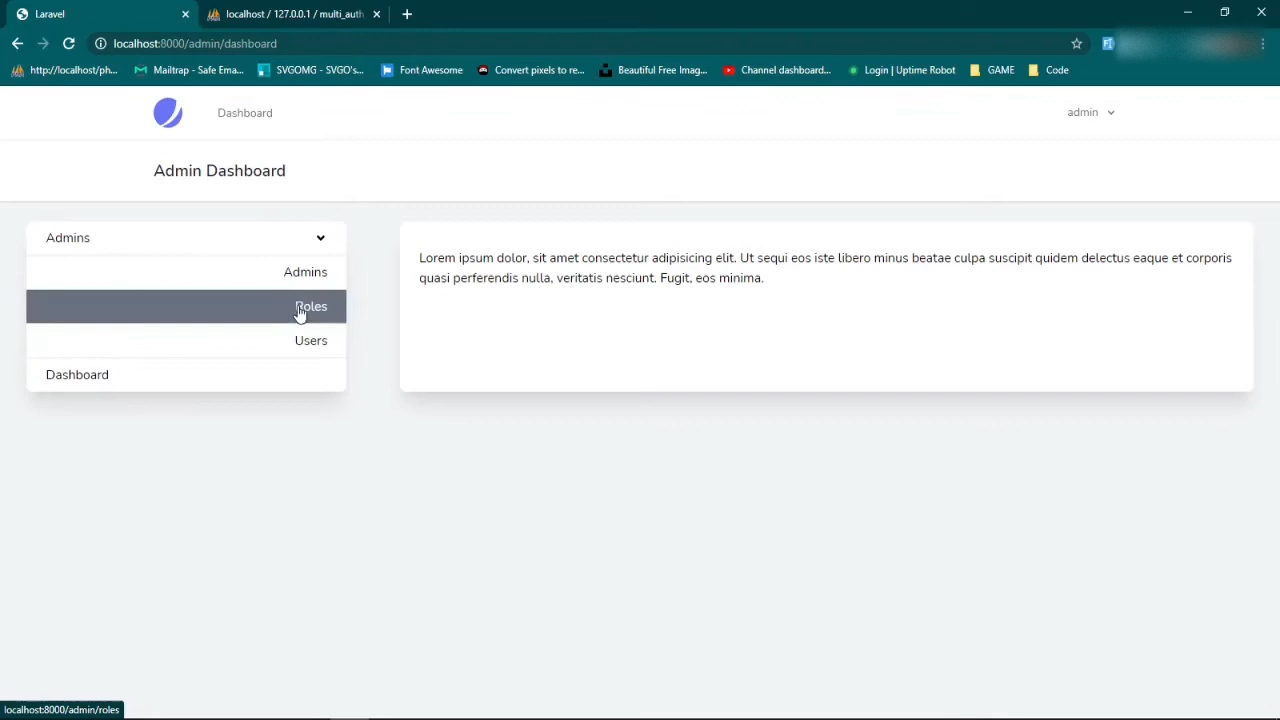 Laravel
localhost / 127.0.0.1 / multi_auth
localhost:8000/admin/dashboard
http://localhost/ph...
Mailtrap - Safe Ema...
SVGOMG - SVGO's...
Font Awesome
Convert pixels to re...
Beautiful Free Imag...
Channel dashboard...
Login | Uptime Robot
GAME
Code
Dashboard
admin
Admin Dashboard
Admins
Admins
Roles
Users
Dashboard
Lorem ipsum dolor, sit amet consectetur adipisicing elit. Ut sequi eos iste libero minus beatae culpa suscipit quidem delectus eaque et corporis
quasi perferendis nulla, veritatis nesciunt. Fugit, eos minima.
localhost:8000/admin/roles